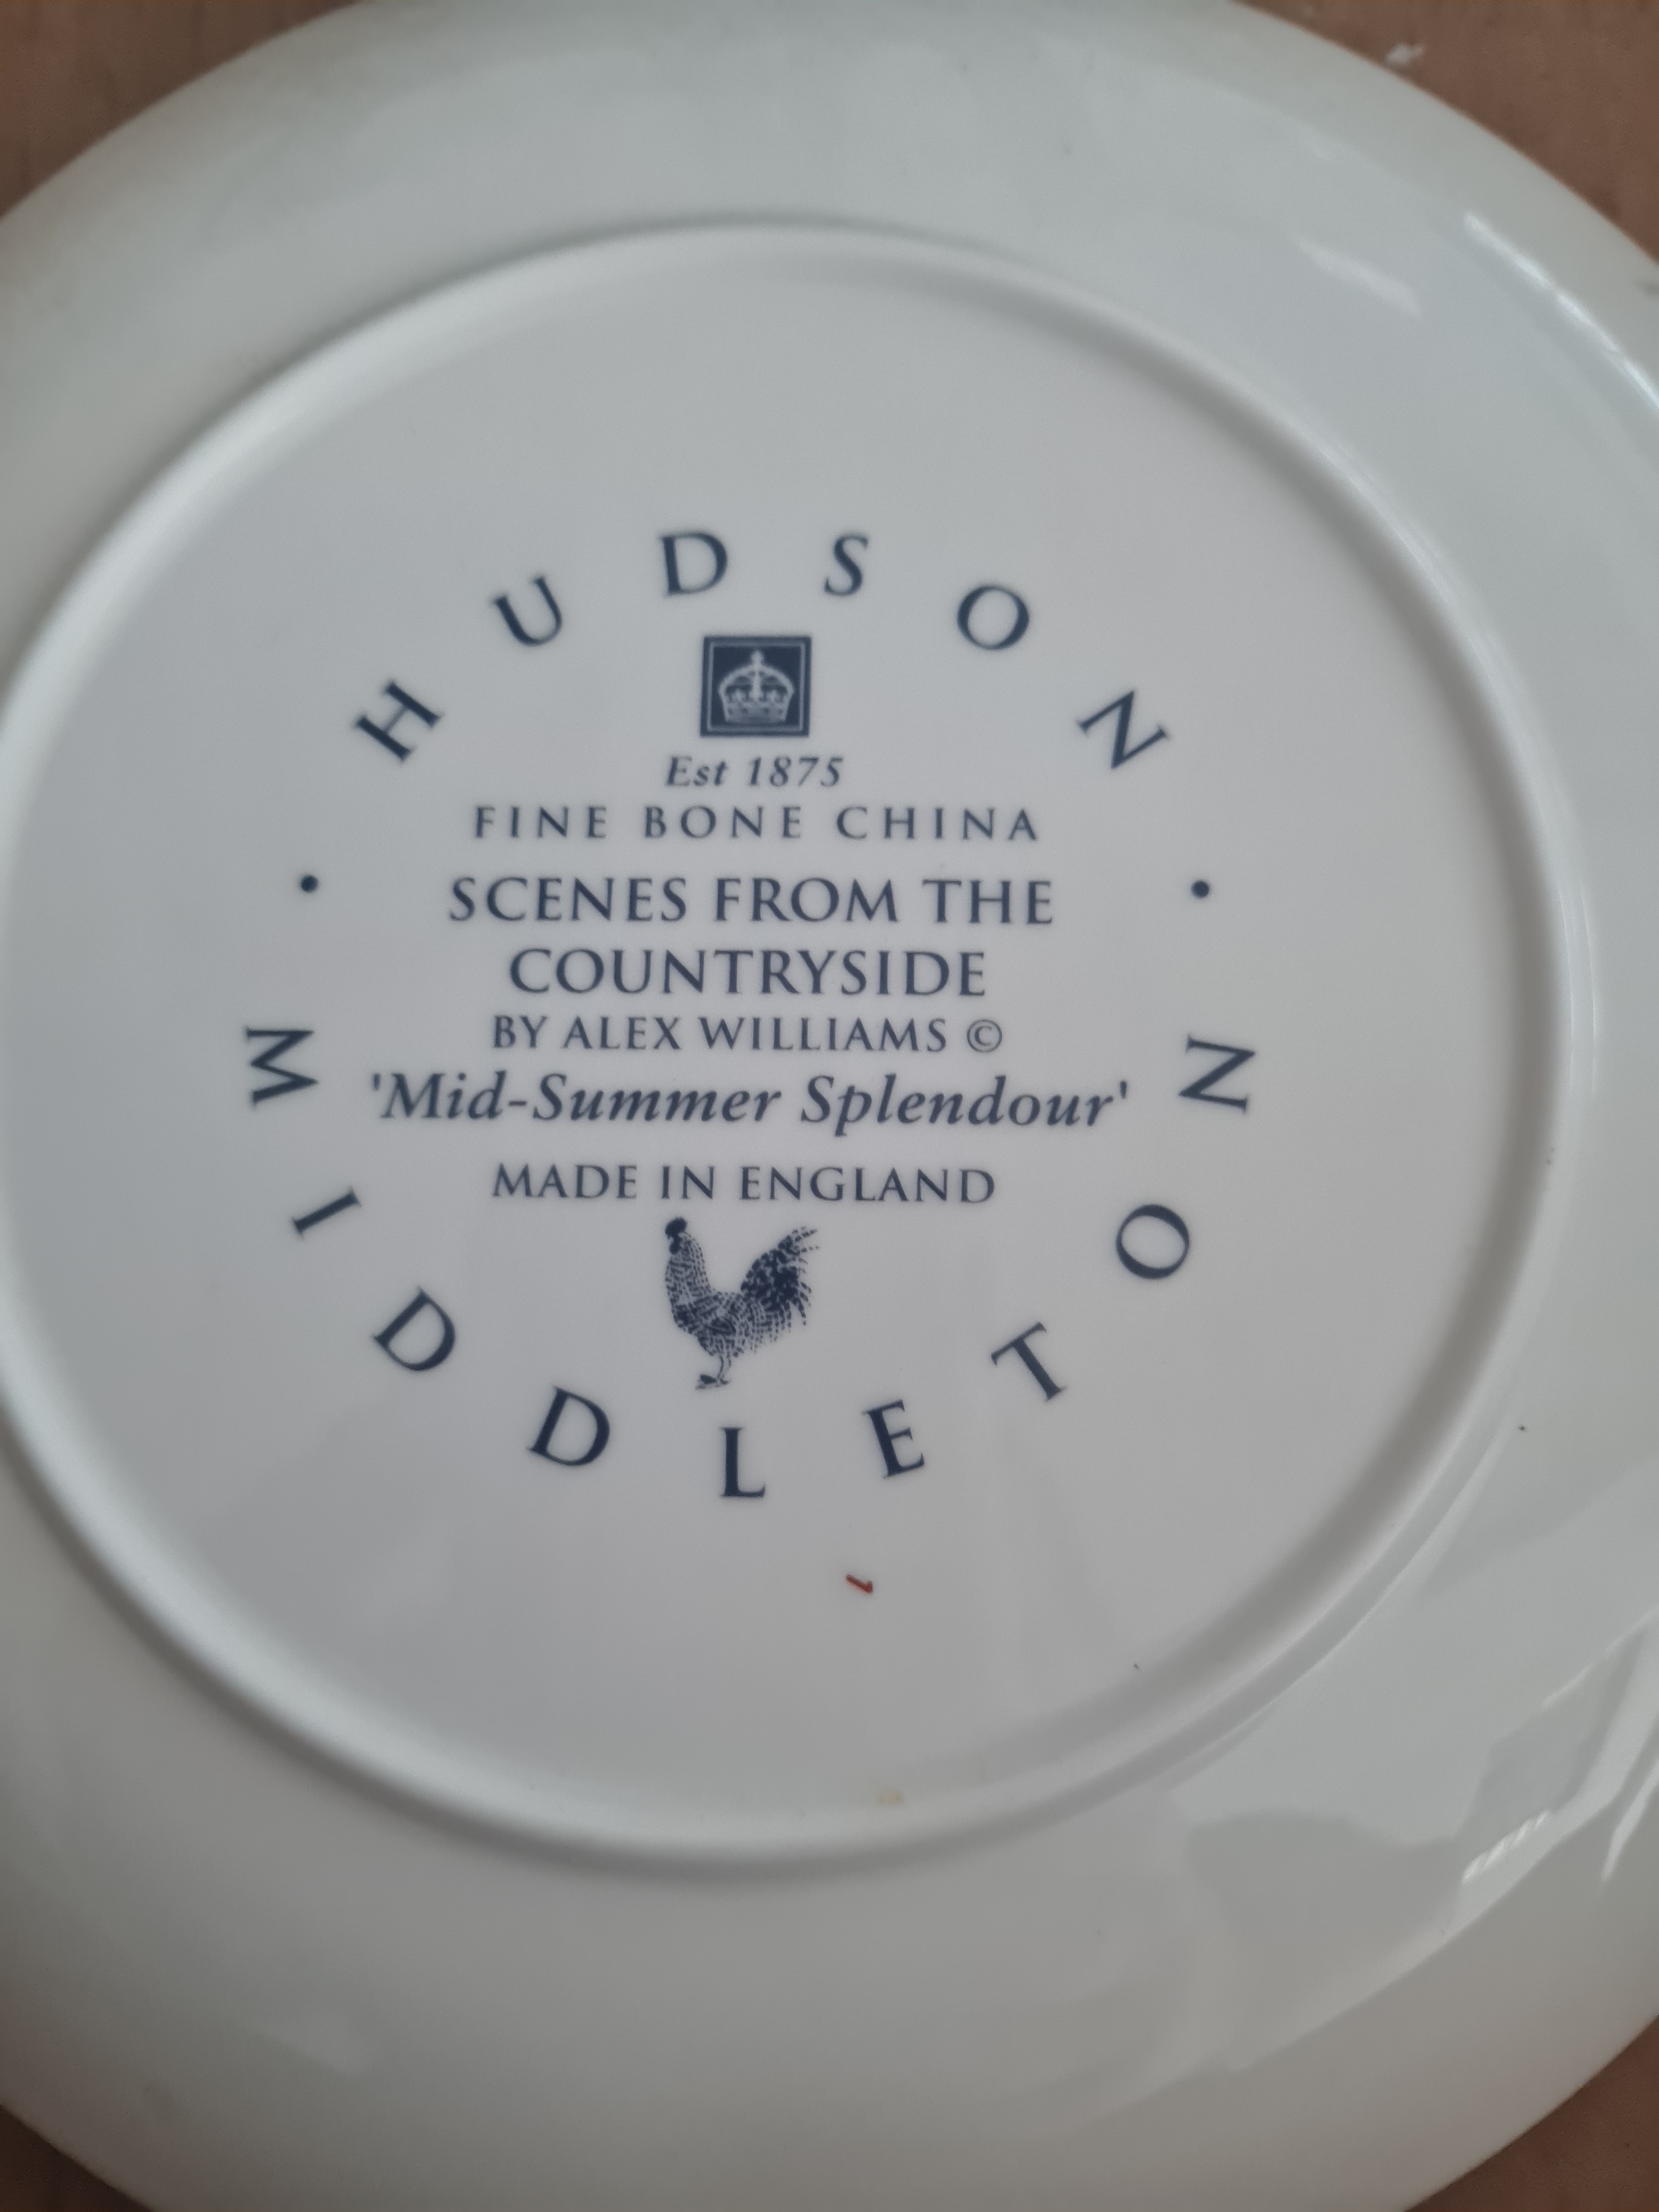 HUDSON
Est 1875
FINE BONE CHINA
SCENES FROM THE
COUNTRYSIDE
BY ALEX WILLIAMS ©
'Mid-Summer Splendour'
MADE IN ENGLAND
MIDDLETON
1